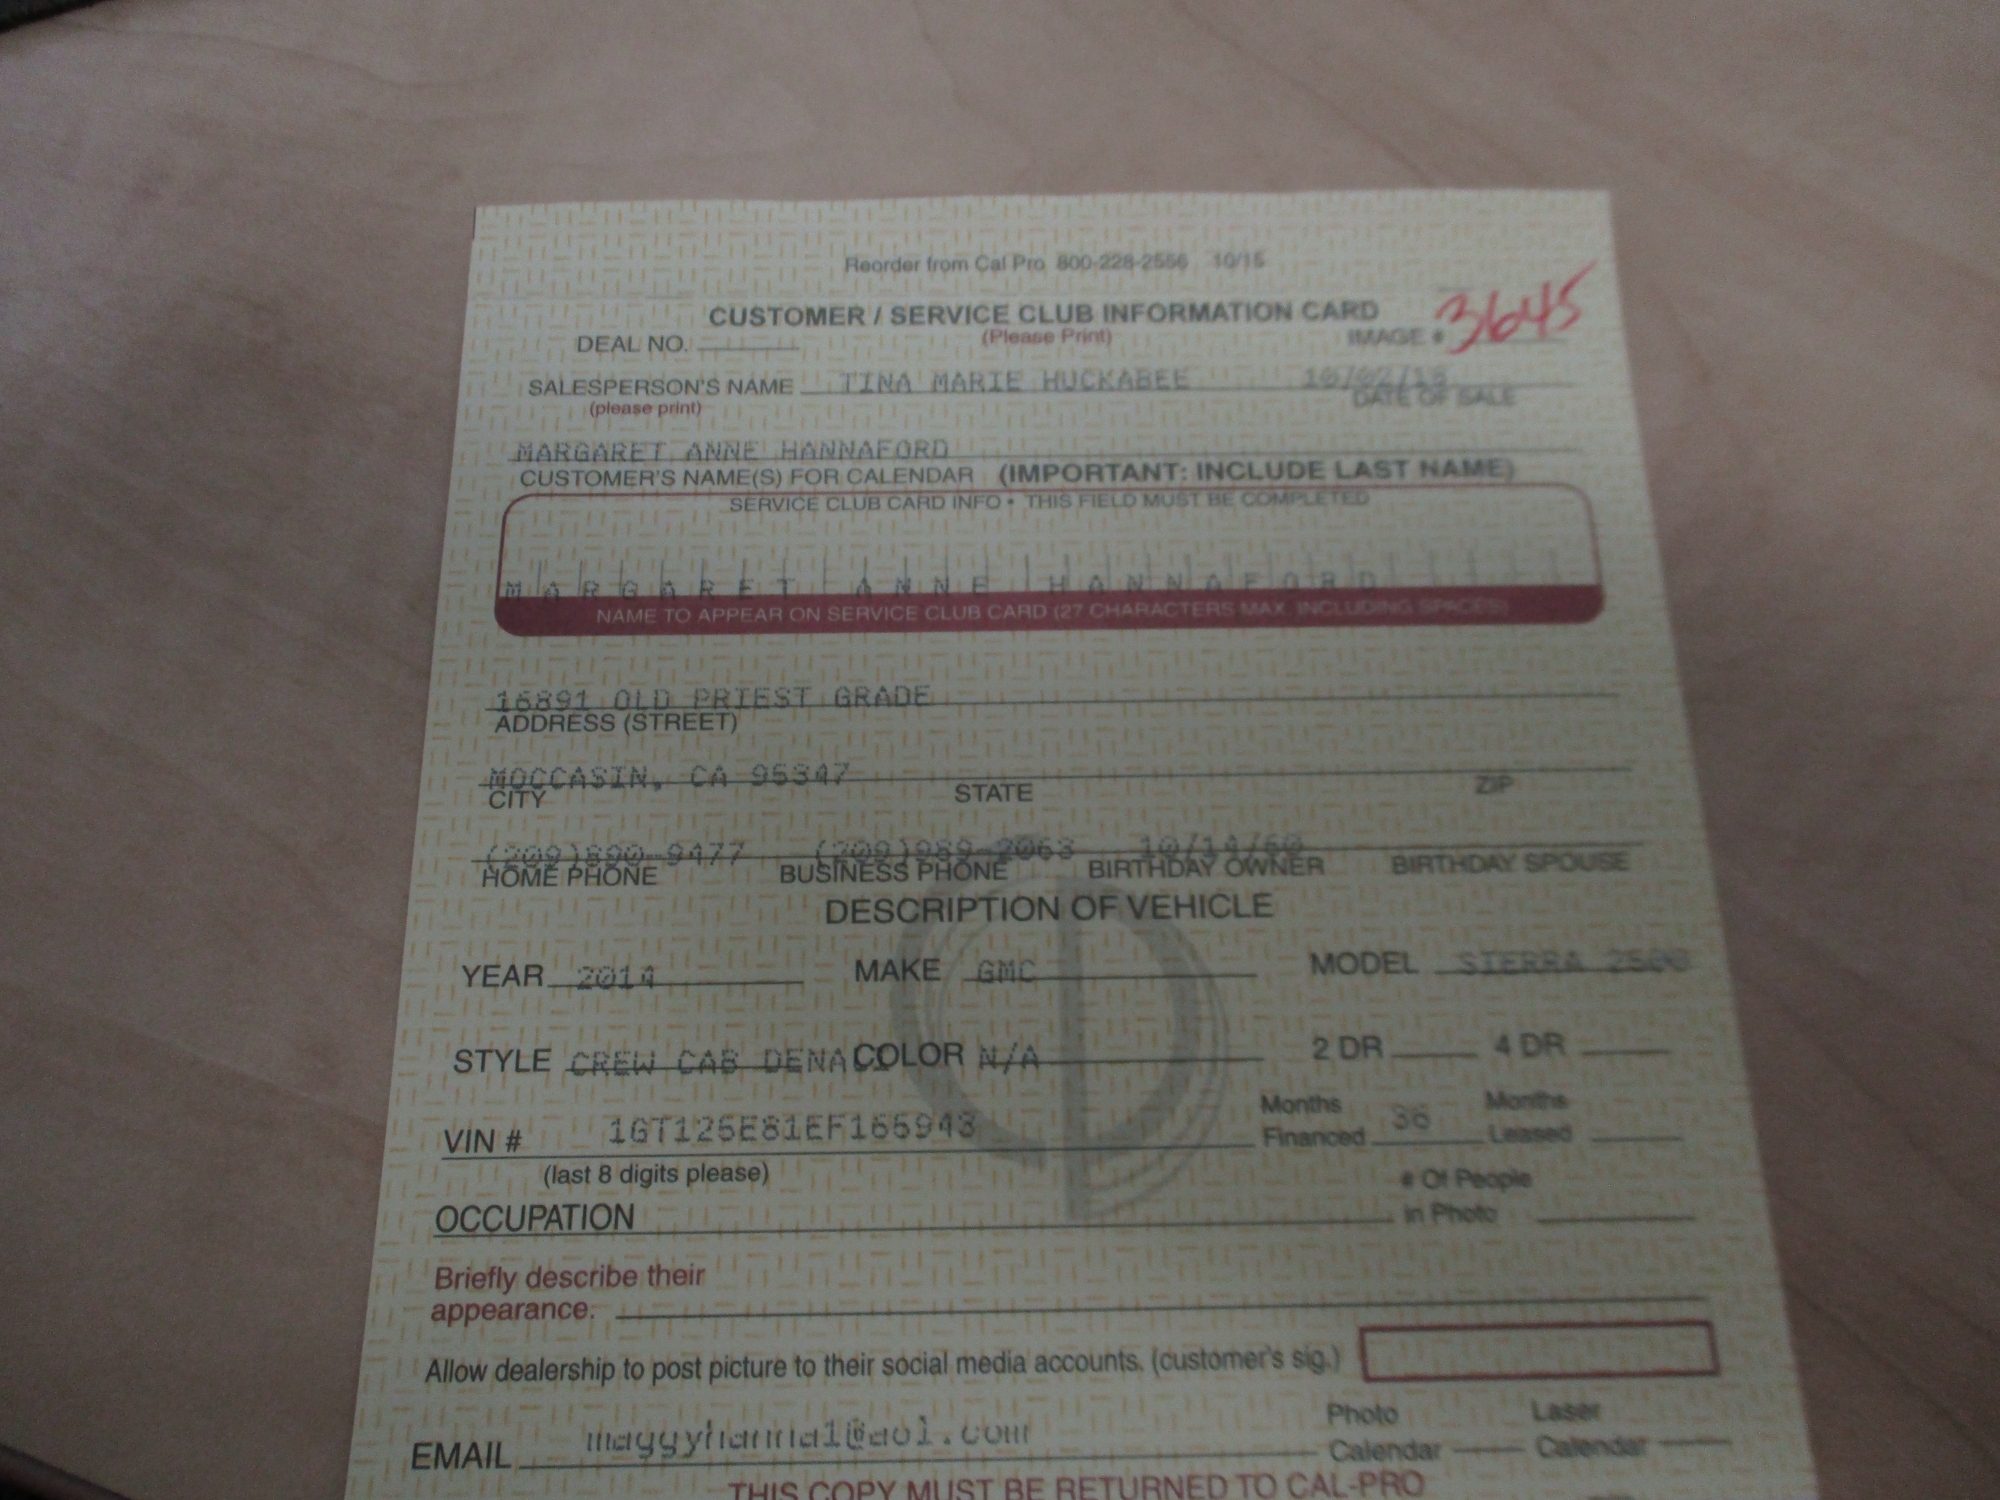 Reorder from Cal Pro 800-228-2556 10/15
CUSTOMER / SERVICE CLUB INFORMATION CARD
(Please Print)
DEAL NO. IMAGE # 3645
SALESPERSON'S NAME TINA MARIE HUCKABEE
(please print) DATE OF SALE
MARGARET ANNE HANNAFORD
CUSTOMER'S NAME(S) FOR CALENDAR (IMPORTANT: INCLUDE LAST NAME)
SERVICE CLUB CARD INFO • THIS FIELD MUST BE COMPLETED
MARGARET ANNE HANNAFORD
NAME TO APPEAR ON SERVICE CLUB CARD (27 CHARACTERS MAX. INCLUDING SPACES)
16891 OLD PRIEST GRADE
ADDRESS (STREET)
MOCCASIN, CA 95347
CITY STATE ZIP
(209)890-9477 (209)989-2063 10/14/60
HOME PHONE BUSINESS PHONE BIRTHDAY OWNER BIRTHDAY SPOUSE
DESCRIPTION OF VEHICLE
YEAR 2014 MAKE GMC MODEL SIERRA 2500
STYLE CREW CAB DENA COLOR N/A 2 DR 4 DR
Months Months
VIN # 1GT125E81EF165943 Financed 36 Leased
(last 8 digits please)
# Of People
OCCUPATION in Photo
Briefly describe their
appearance.
Allow dealership to post picture to their social media accounts. (customer's sig.)
Photo Laser
EMAIL maggyhanna1@aol.com Calendar Calendar
THIS COPY MUST BE RETURNED TO CAL-PRO